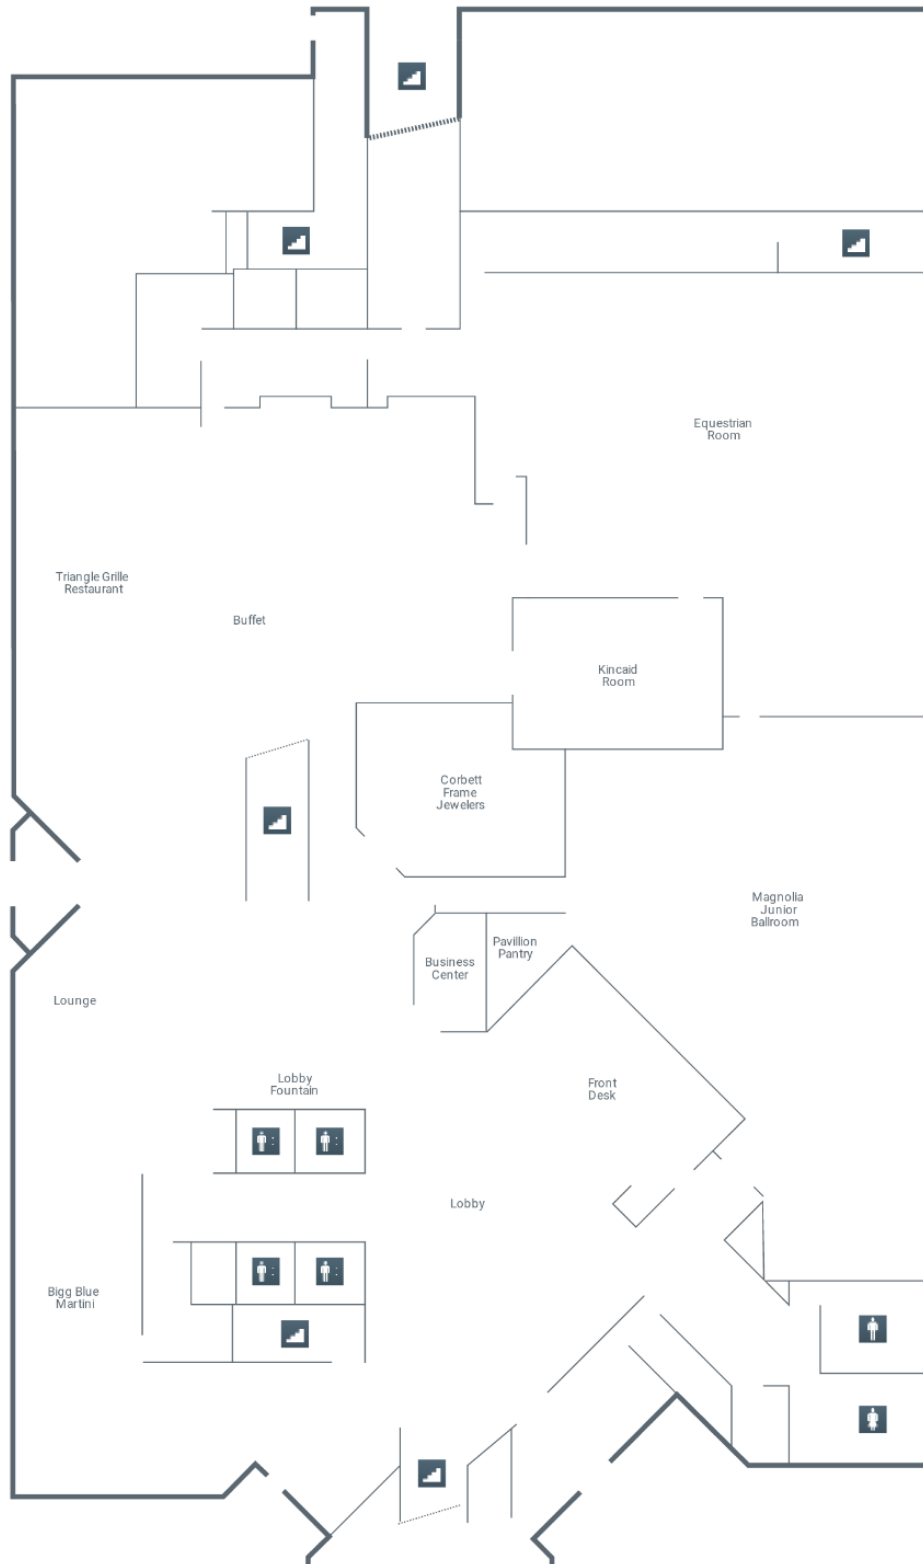 Equestrian
Room
Triangle Grille
Restaurant
Buffet
Kincaid
Room
Corbett
Frame
Jewelers
Magnolia
Junior
Ballroom
Pavillion
Pantry
Business
Center
Lounge
Lobby
Fountain
Front
Desk
Lobby
Bigg Blue
Martini